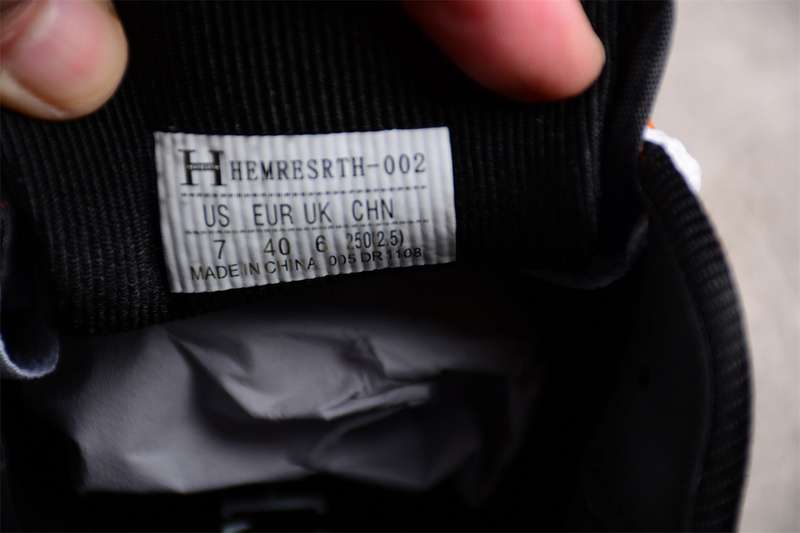 H HEMRESRTH-002
US EUR UK CHN
7 40 6 250(2.5)
MADE IN CHINA 005 DR 1108